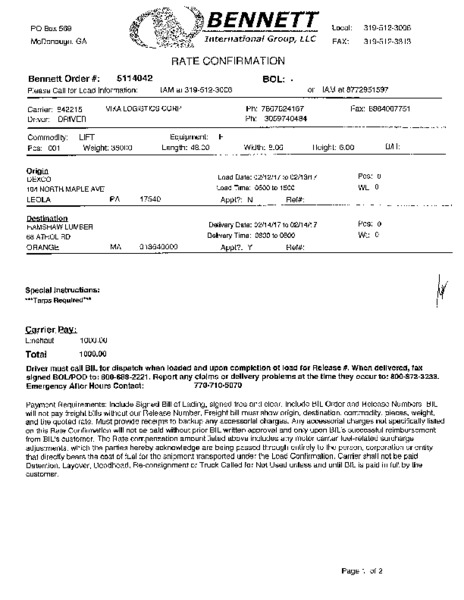 PO Box 569
McDonough, GA
BENNETT
International Group, LLC
Local: 319-512-3006
FAX: 319-512-3313
RATE CONFIRMATION
Bennett Order #: 5114042
BOL: -
Please Call for Load Information: IAM at 319-512-3006 or IAM at 8772951597
Carrier: 842215 VIKA LOGISTICS CORP Ph: 7867024167 Fax: 8884067751
Driver: DRIVER Ph: 3059740484
Commodity: LIFT Equipment: F
Pcs: 001 Weight: 39000 Length: 48.00 Width: 8.00 Height: 6.00
Origin
DEXCO Load Date: 02/12/17 to 02/13/17 Pcs: 0
194 NORTH MAPLE AVE Load Time: 0600 to 1500 Wt: 0
LEOLA PA 17540 Appt?: N Ref#:
Destination
HAMSHAW LUMBER Delivery Date: 02/14/17 to 02/14/17 Pcs: 0
68 ATHOL RD Delivery Time: 0800 to 0800 Wt: 0
ORANGE MA 013640000 Appt?: Y Ref#:
Special Instructions:
***Tarps Required***
Carrier Pay:
Linehaul 1000.00
Total 1000.00
Driver must call BIL for dispatch when loaded and upon completion of load for Release #. When delivered, fax
signed BOL/POD to: 800-688-2221. Report any claims or delivery problems at the time they occur to: 800-873-3233.
Emergency After Hours Contact: 770-710-5070
Payment Requirements: Include Signed Bill of Lading, signed free and clear. Include BIL Order and Release Numbers. BIL
will not pay freight bills without our Release Number. Freight bill must show origin, destination, commodity, pieces, weight,
and the quoted rate. Must provide receipts to backup any accessorial charges. Any accessorial charges not specifically listed
on this Rate Confirmation will not be paid without prior BIL written approval and only upon BIL's successful reimbursement
from BIL's customer. The Rate compensation amount listed above includes any motor carrier fuel-related surcharge
adjustments, which the parties hereby acknowledge are being passed through entirely to the person, corporation or entity
that directly bears the cost of fuel for the shipment transported under the Load Confirmation. Carrier shall not be paid
Detention, Layover, Deadhead, Re-consignment or Truck Called for Not Used unless and until BIL is paid in full by the
customer.
Page 1 of 2